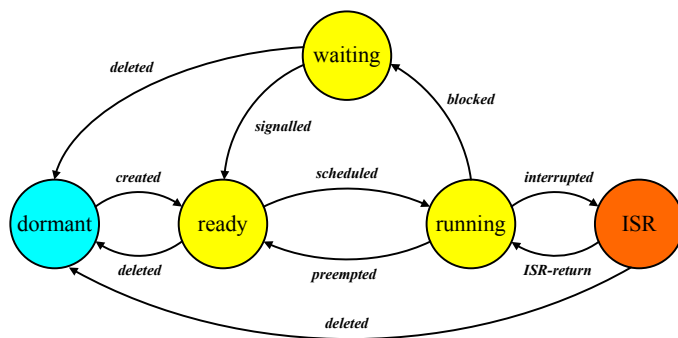 waiting
deleted
blocked
signalled
created
scheduled
interrupted
dormant
ready
running
ISR
deleted
preempted
ISR-return
deleted